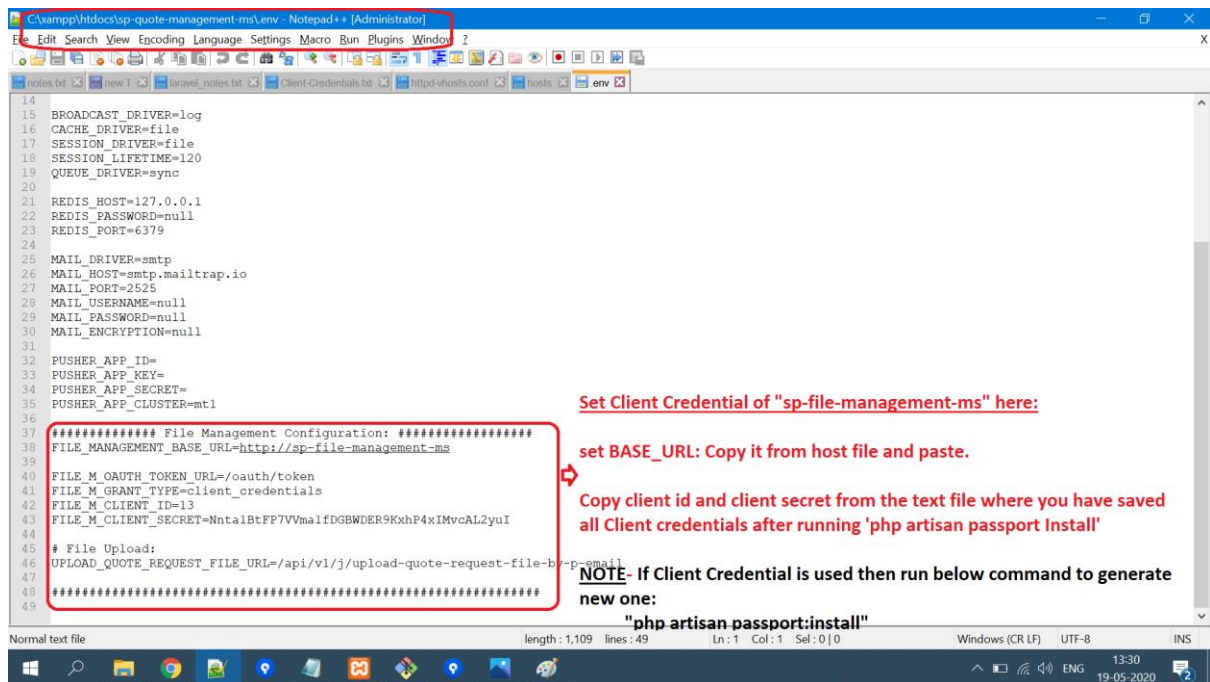 C:\xampp\htdocs\sp-quote-management-ms\.env - Notepad++ [Administrator]
File Edit Search View Encoding Language Settings Macro Run Plugins Window ? X
notes.txt new 1 laravel_notes.txt Client-Credentials.txt httpd-vhosts.conf hosts .env
14
15 BROADCAST_DRIVER=log
16 CACHE_DRIVER=file
17 SESSION_DRIVER=file
18 SESSION_LIFETIME=120
19 QUEUE_DRIVER=sync
20
21 REDIS_HOST=127.0.0.1
22 REDIS_PASSWORD=null
23 REDIS_PORT=6379
24
25 MAIL_DRIVER=smtp
26 MAIL_HOST=smtp.mailtrap.io
27 MAIL_PORT=2525
28 MAIL_USERNAME=null
29 MAIL_PASSWORD=null
30 MAIL_ENCRYPTION=null
31
32 PUSHER_APP_ID=
33 PUSHER_APP_KEY=
34 PUSHER_APP_SECRET=
35 PUSHER_APP_CLUSTER=mt1
36
37 ############## File Management Configuration: ##################
38 FILE_MANAGEMENT_BASE_URL=http://sp-file-management-ms
39
40 FILE_M_OAUTH_TOKEN_URL=/oauth/token
41 FILE_M_GRANT_TYPE=client_credentials
42 FILE_M_CLIENT_ID=13
43 FILE_M_CLIENT_SECRET=NntalBtFP7VVmalfDGBWDER9KxhP4xIMvcAL2yuI
44
45 # File Upload:
46 UPLOAD_QUOTE_REQUEST_FILE_URL=/api/v1/j/upload-quote-request-file-by-p-email
47
48 ##################################################################
49
Set Client Credential of "sp-file-management-ms" here:
set BASE_URL: Copy it from host file and paste.
Copy client id and client secret from the text file where you have saved
all Client credentials after running 'php artisan passport Install'
NOTE- If Client Credential is used then run below command to generate
new one:
"php artisan passport:install"
Normal text file length : 1,109 lines : 49 Ln : 1 Col : 1 Sel : 0 | 0 Windows (CR LF) UTF-8 INS
ENG 13:30
19-05-2020 2